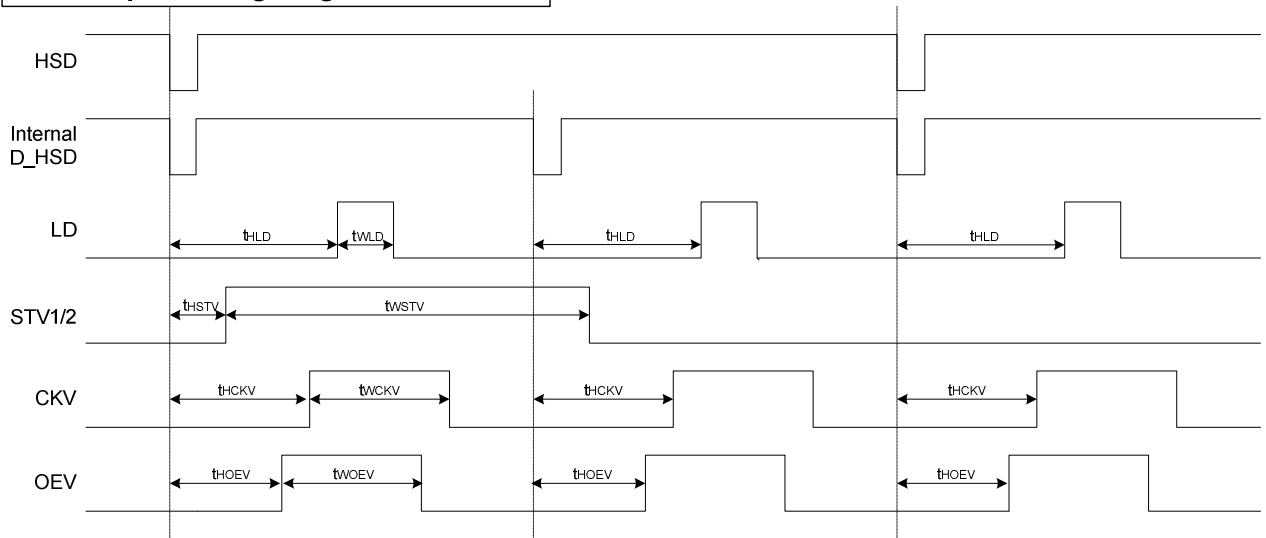 HSD
Internal
D_HSD
LD
tHLD
tWLD
tHLD
tHLD
STV1/2
tHSTV
tWSTV
CKV
tHCKV
tWCKV
tHCKV
tHCKV
OEV
tHOEV
tWOEV
tHOEV
tHOEV